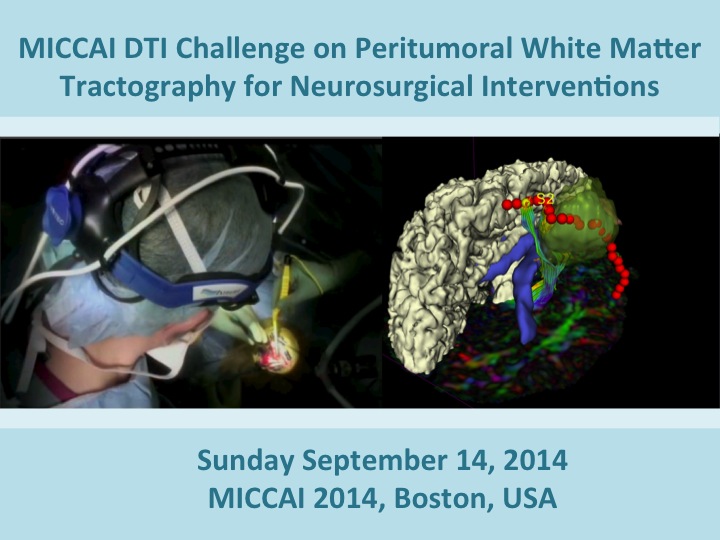 MICCAI DTI Challenge on Peritumoral White Matter
Tractography for Neurosurgical Interventions
S2
Sunday September 14, 2014
MICCAI 2014, Boston, USA